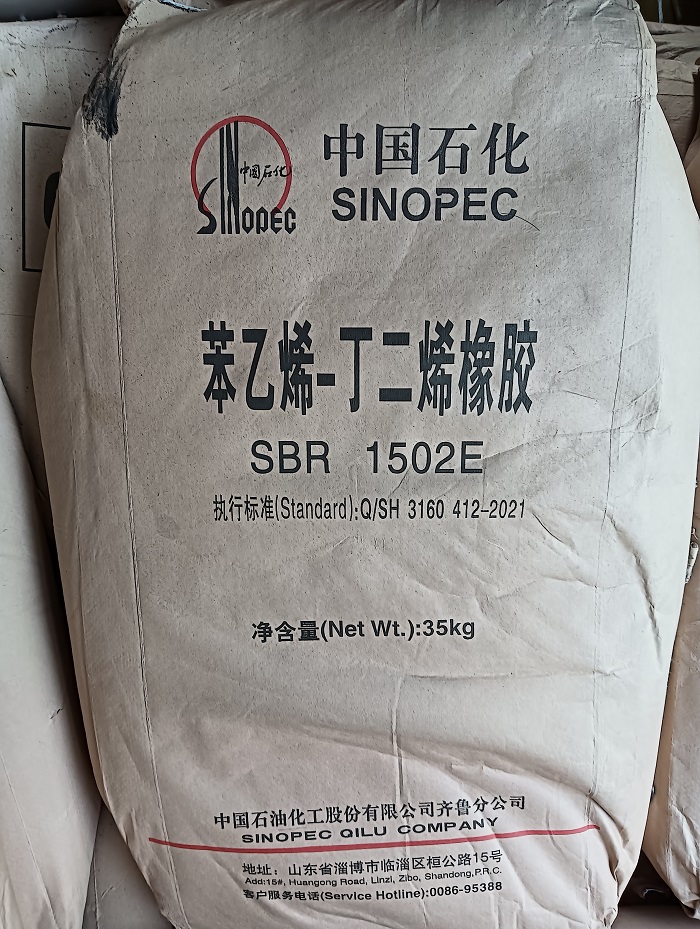 中国石化
SINOPEC
中国石化
SINOPEC
苯乙烯-丁二烯橡胶
SBR 1502E
执行标准(Standard):Q/SH 3160 412-2021
净含量(Net Wt.):35kg
中国石油化工股份有限公司齐鲁分公司
SINOPEC QILU COMPANY
地址：山东省淄博市临淄区桓公路15号
Add:15#, Huangong Road, Linzi, Zibo, Shandong,P.R.C.
客户服务电话(Service Hotline):0086-95388